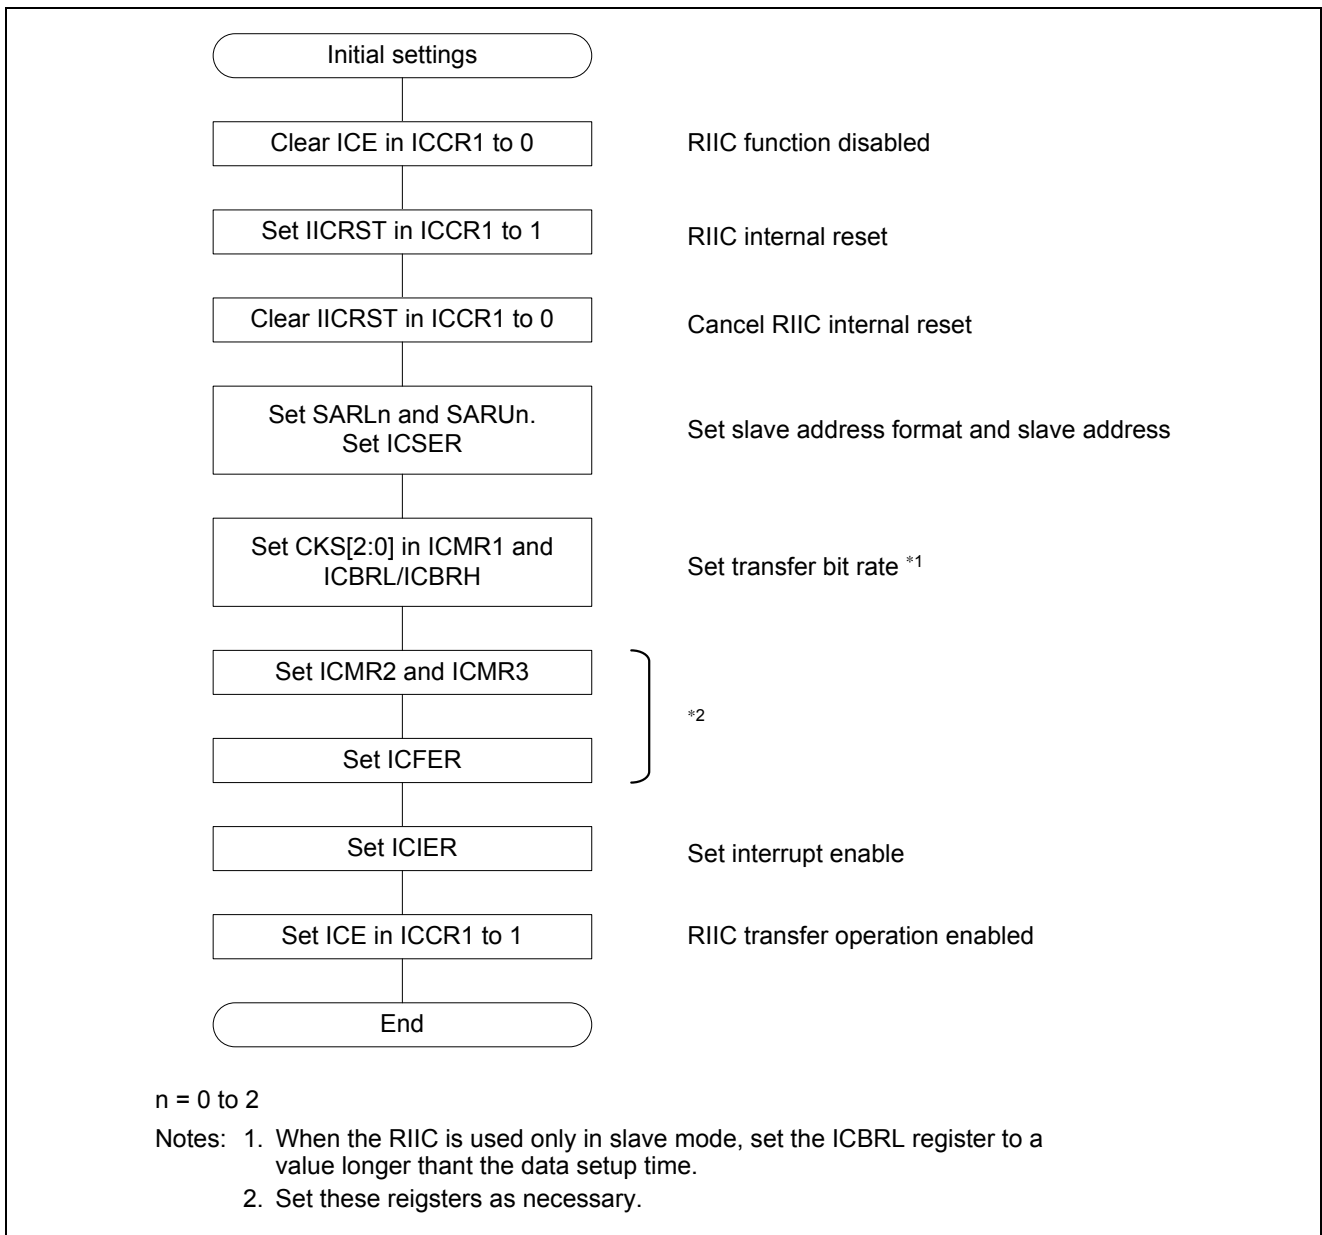 Initial settings
Clear ICE in ICCR1 to 0
RIIC function disabled
Set IICRST in ICCR1 to 1
RIIC internal reset
Clear IICRST in ICCR1 to 0
Cancel RIIC internal reset
Set SARLn and SARUn.
Set ICSER
Set slave address format and slave address
Set CKS[2:0] in ICMR1 and
ICBRL/ICBRH
Set transfer bit rate *1
Set ICMR2 and ICMR3
*2
Set ICFER
Set ICIER
Set interrupt enable
Set ICE in ICCR1 to 1
RIIC transfer operation enabled
End
n = 0 to 2
Notes: 1. When the RIIC is used only in slave mode, set the ICBRL register to a
value longer thant the data setup time.
2. Set these reigsters as necessary.